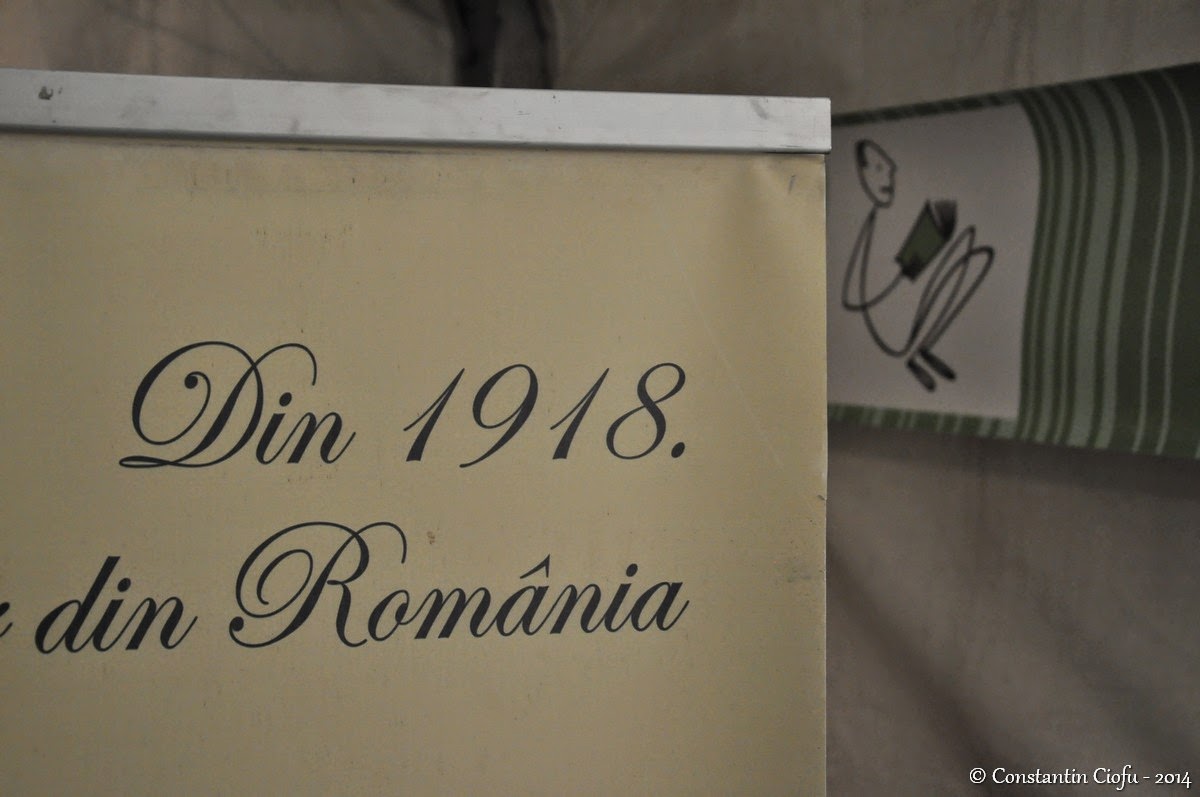 Din 1918.
din România
© Constantin Ciofu - 2014